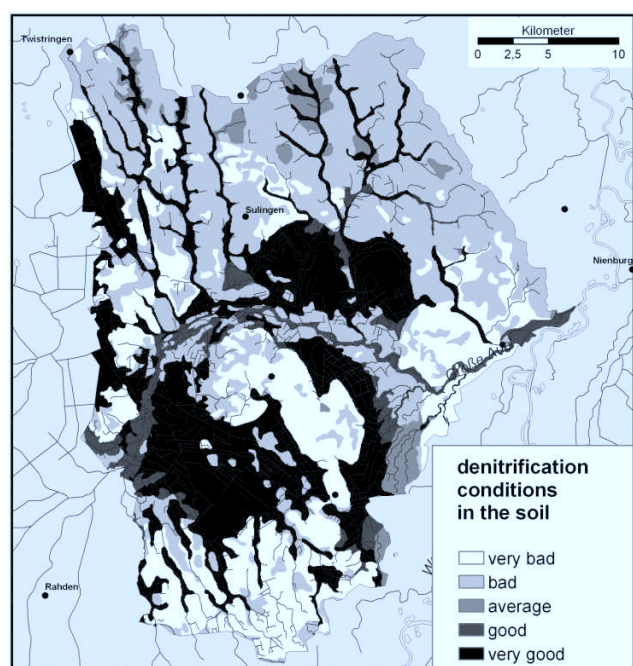 Twistringen
Kilometer
0 2,5 5 10
Sulingen
Nienburg
Rahden
denitrification
conditions
in the soil
very bad
bad
average
good
very good